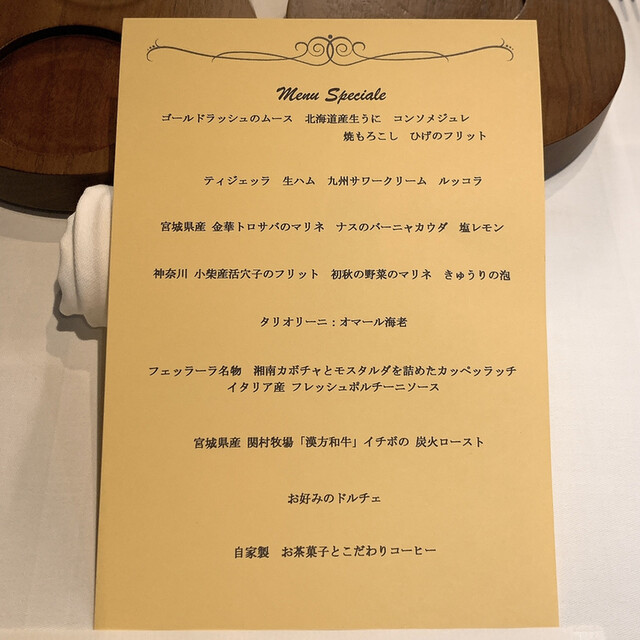 Menu Speciale
ゴールドラッシュのムース　北海道産生うに　コンソメジュレ
焼もろこし　ひげのフリット
ティジェッラ　生ハム　九州サワークリーム　ルッコラ
宮城県産 金華トロサバのマリネ　ナスのバーニャカウダ　塩レモン
神奈川 小柴産活穴子のフリット　初秋の野菜のマリネ　きゅうりの泡
タリオリーニ：オマール海老
フェッラーラ名物　湘南カボチャとモスタルダを詰めたカッペッラッチ
イタリア産 フレッシュポルチーニソース
宮城県産 関村牧場「漢方和牛」イチボの 炭火ロースト
お好みのドルチェ
自家製　お茶菓子とこだわりコーヒー